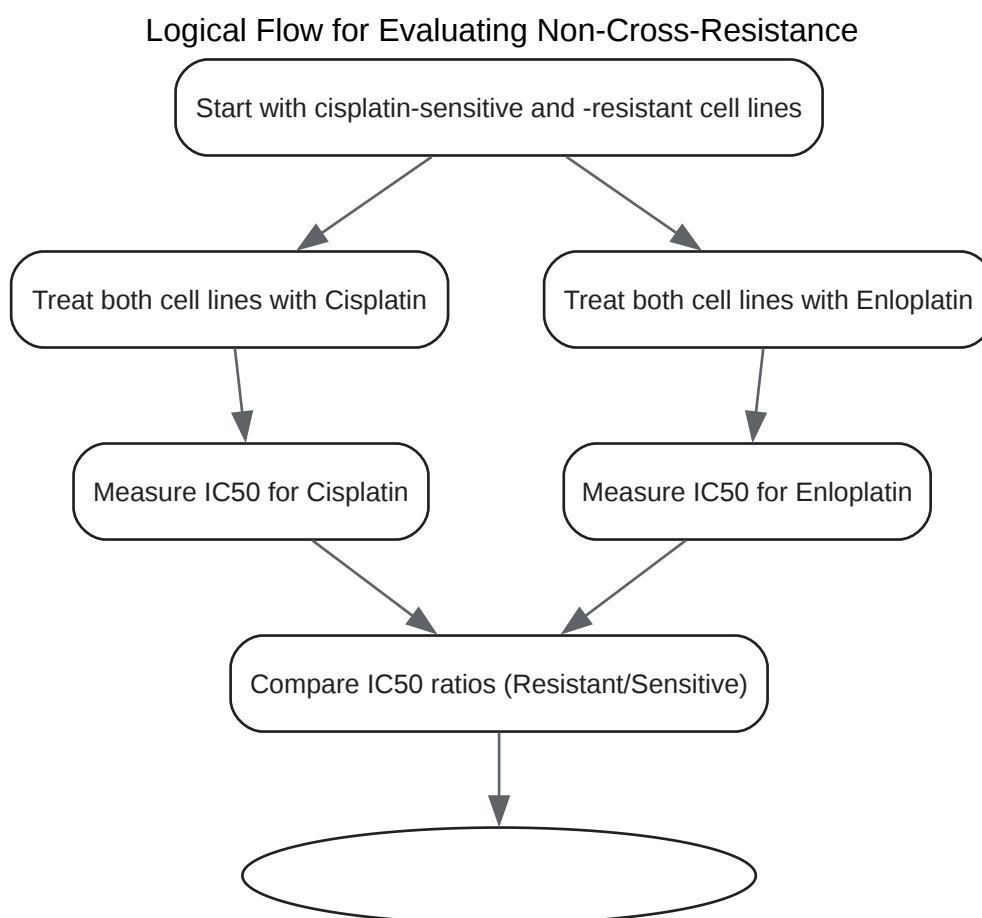 Logical Flow for Evaluating Non-Cross-Resistance
Start with cisplatin-sensitive and -resistant cell lines
Treat both cell lines with Cisplatin
Treat both cell lines with Enloplatin
Measure IC50 for Cisplatin
Measure IC50 for Enloplatin
Compare IC50 ratios (Resistant/Sensitive)